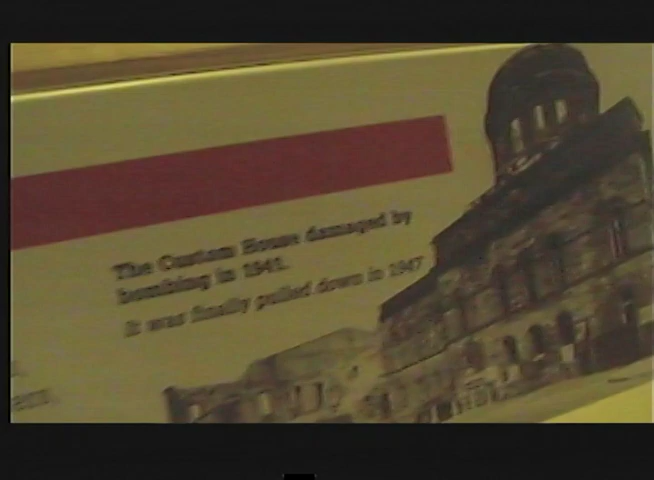 The Custom House damaged by
bombing in 1941.
It was finally pulled down in 1947